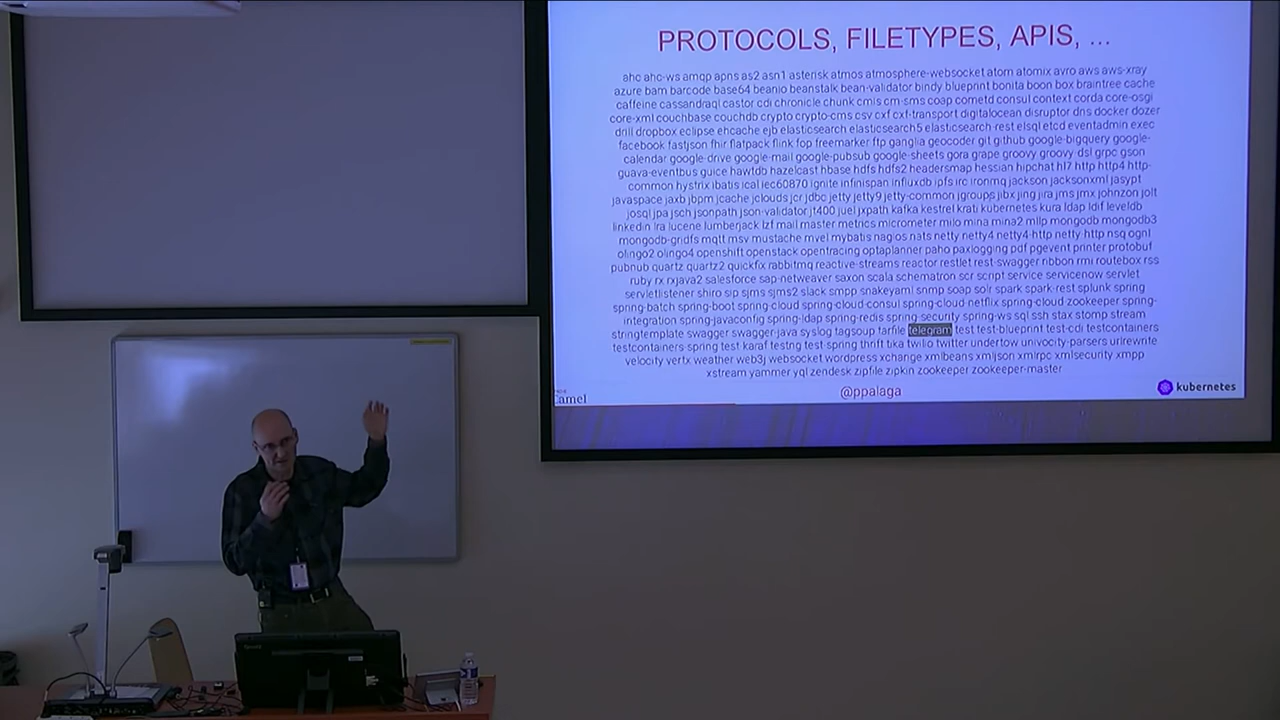 PROTOCOLS, FILETYPES, APIS, ...
ahc ahc-ws amqp apns as2 asn1 asterisk atmos atmosphere-websocket atom atomix avro aws aws-xray
azure bam barcode base64 beanio beanstalk bean-validator bindy blueprint bonita boon box braintree cache
caffeine cassandraql castor cdi chronicle chunk cmis cm-sms coap cometd consul context corda core-osgi
core-xml couchbase couchdb crypto crypto-cms csv cxf cxf-transport digitalocean disruptor dns docker dozer
drill dropbox eclipse ehcache ejb elasticsearch elasticsearch5 elasticsearch-rest elsql etcd eventadmin exec
facebook fastjson fhir flatpack flink fop freemarker ftp ganglia geocoder git github google-bigquery google-
calendar google-drive google-mail google-pubsub google-sheets gora grape groovy groovy-dsl grpc gson
guava-eventbus guice hawtdb hazelcast hbase hdfs hdfs2 headersmap hessian hipchat hl7 http http4 http-
common hystrix ibatis ical iec60870 ignite infinispan influxdb ipfs irc ironmq jackson jacksonxml jasypt
javaspace jaxb jbpm jcache jclouds jcr jdbc jetty jetty9 jetty-common jgroups jibx jing jira jms jmx johnzon jolt
josql jpa jsch jsonpath json-validator jt400 juel jxpath kafka kestrel krati kubernetes kura ldap ldif leveldb
linkedin lra lucene lumberjack lzf mail master metrics micrometer milo mina mina2 mllp mongodb mongodb3
mongodb-gridfs mqtt msv mustache mvel mybatis nagios nats netty netty4 netty4-http netty-http nsq ognl
olingo2 olingo4 openshift openstack opentracing optaplanner paho paxlogging pdf pgevent printer protobuf
pubnub quartz quartz2 quickfix rabbitmq reactive-streams reactor restlet rest-swagger ribbon rmi routebox rss
ruby rx rxjava2 salesforce sap-netweaver saxon scala schematron scr script service servicenow servlet
servletlistener shiro sip sjms sjms2 slack smpp snakeyaml snmp soap solr spark spark-rest splunk spring
spring-batch spring-boot spring-cloud spring-cloud-consul spring-cloud-netflix spring-cloud zookeeper spring-
integration spring-javaconfig spring-ldap spring-redis spring-security spring-ws sql ssh stax stomp stream
stringtemplate swagger swagger-java syslog tagsoup tarfile telegram test test-blueprint test-cdi testcontainers
testcontainers spring test karaf testng test-spring thrift tika twilio twitter undertow univocity-parsers urlrewrite
velocity vertx weather web3j websocket wordpress xchange xmlbeans xmljson xmlrpc xmlsecurity xmpp
xstream yammer yql zendesk zipfile zipkin zookeeper zookeeper-master
amel
@ppalaga
kubernetes